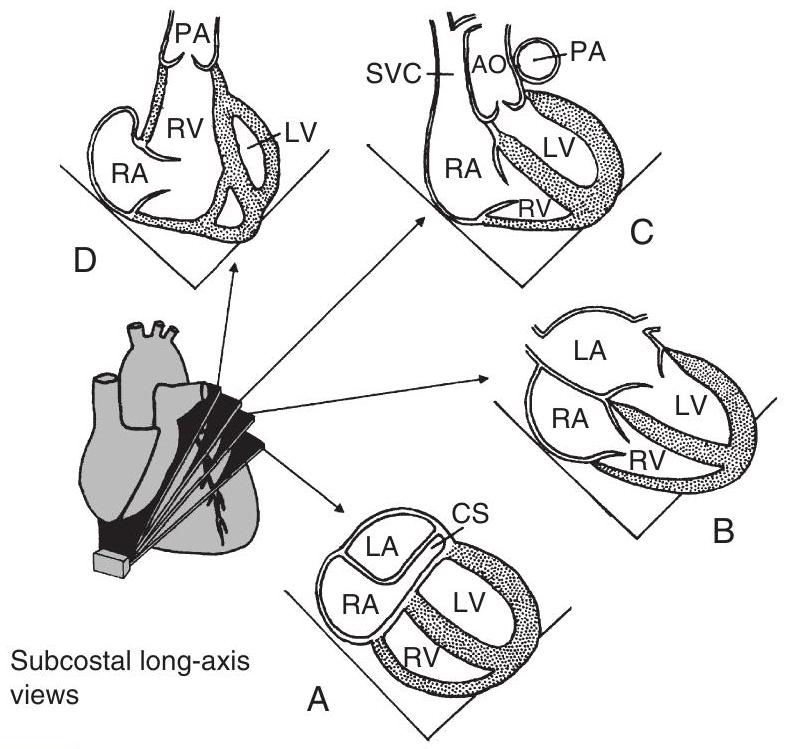 PA
RV
LV
RA
D
SVC
AO
PA
LV
RA
RV
C
LA
RA
LV
RV
B
CS
LA
RA
LV
RV
A
Subcostal long-axis
views